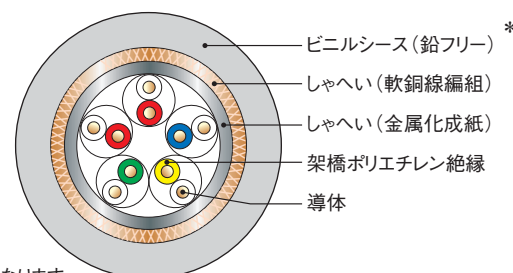 ビニルシース（鉛フリー）*
しゃへい（軟銅線編組）
しゃへい（金属化成紙）
架橋ポリエチレン絶縁
導体